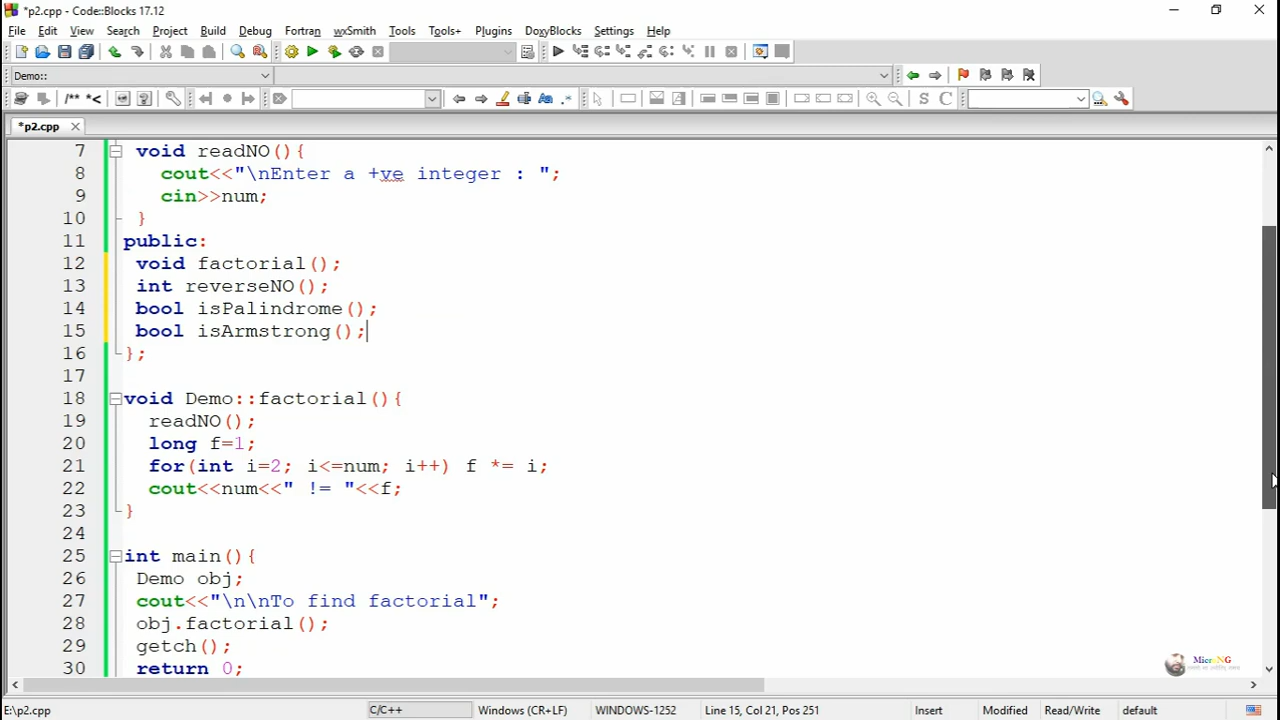 *p2.cpp - Code::Blocks 17.12
File Edit View Search Project Build Debug Fortran wxSmith Tools Tools+ Plugins DoxyBlocks Settings Help
Demo::
/** *<
*p2.cpp
7 void readNO(){
8 cout<<"\nEnter a +ve integer : ";
9 cin>>num;
10 }
11 public:
12 void factorial();
13 int reverseNO();
14 bool isPalindrome();
15 bool isArmstrong();
16 };
17
18 void Demo::factorial(){
19 readNO();
20 long f=1;
21 for(int i=2; i<=num; i++) f *= i;
22 cout<<num<<" != "<<f;
23 }
24
25 int main(){
26 Demo obj;
27 cout<<"\n\nTo find factorial";
28 obj.factorial();
29 getch();
30 return 0;
MicroNG
E:\p2.cpp C/C++ Windows (CR+LF) WINDOWS-1252 Line 15, Col 21, Pos 251 Insert Modified Read/Write default